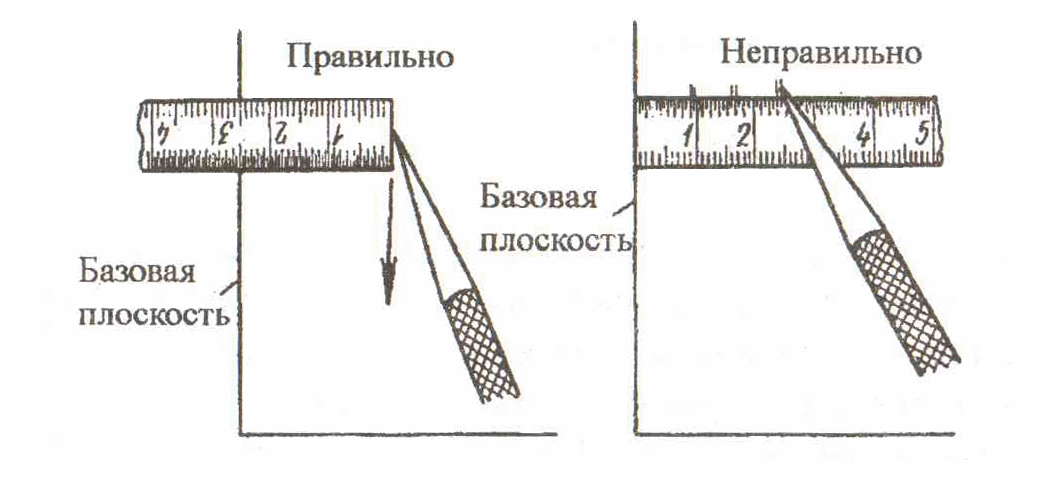 Правильно
4 3 2 1
Базовая
плоскость
Неправильно
1 2 4 5
Базовая
плоскость